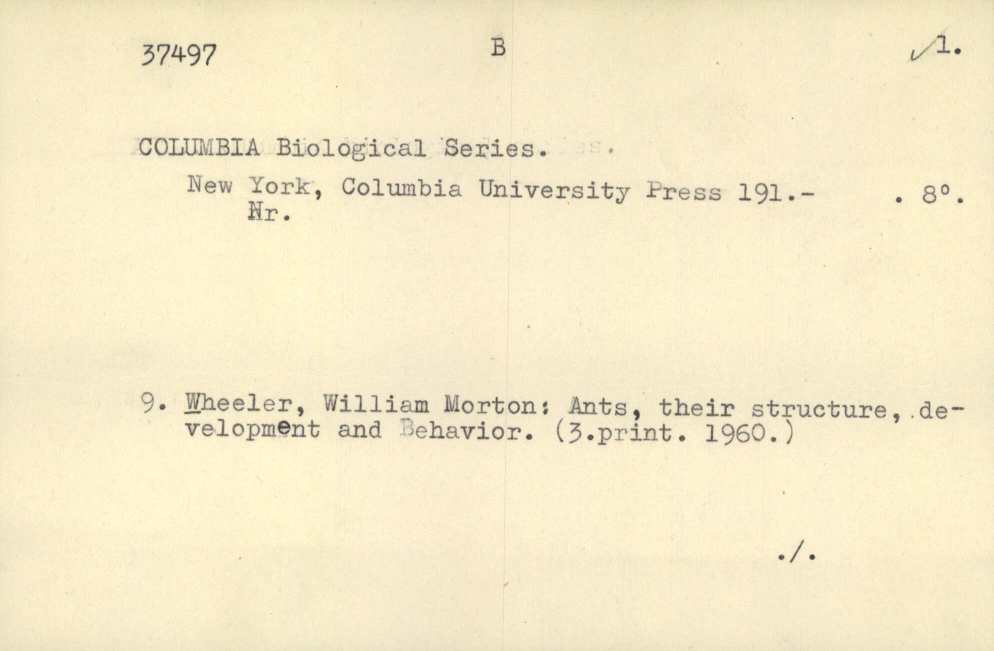 37497 B ✓1.
COLUMBIA Biological Series.
New York, Columbia University Press 191.- . 8°.
Nr.
9. Wheeler, William Morton: Ants, their structure, de-
velopment and Behavior. (3.print. 1960.)
./.